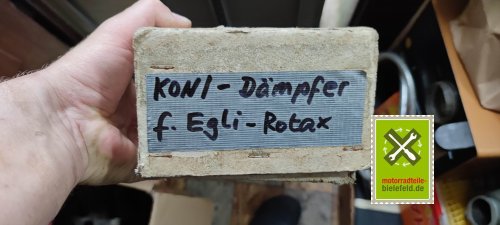 KONI - Dämpfer
f. Egli - Rotax
motorradteile-
bielefeld.de